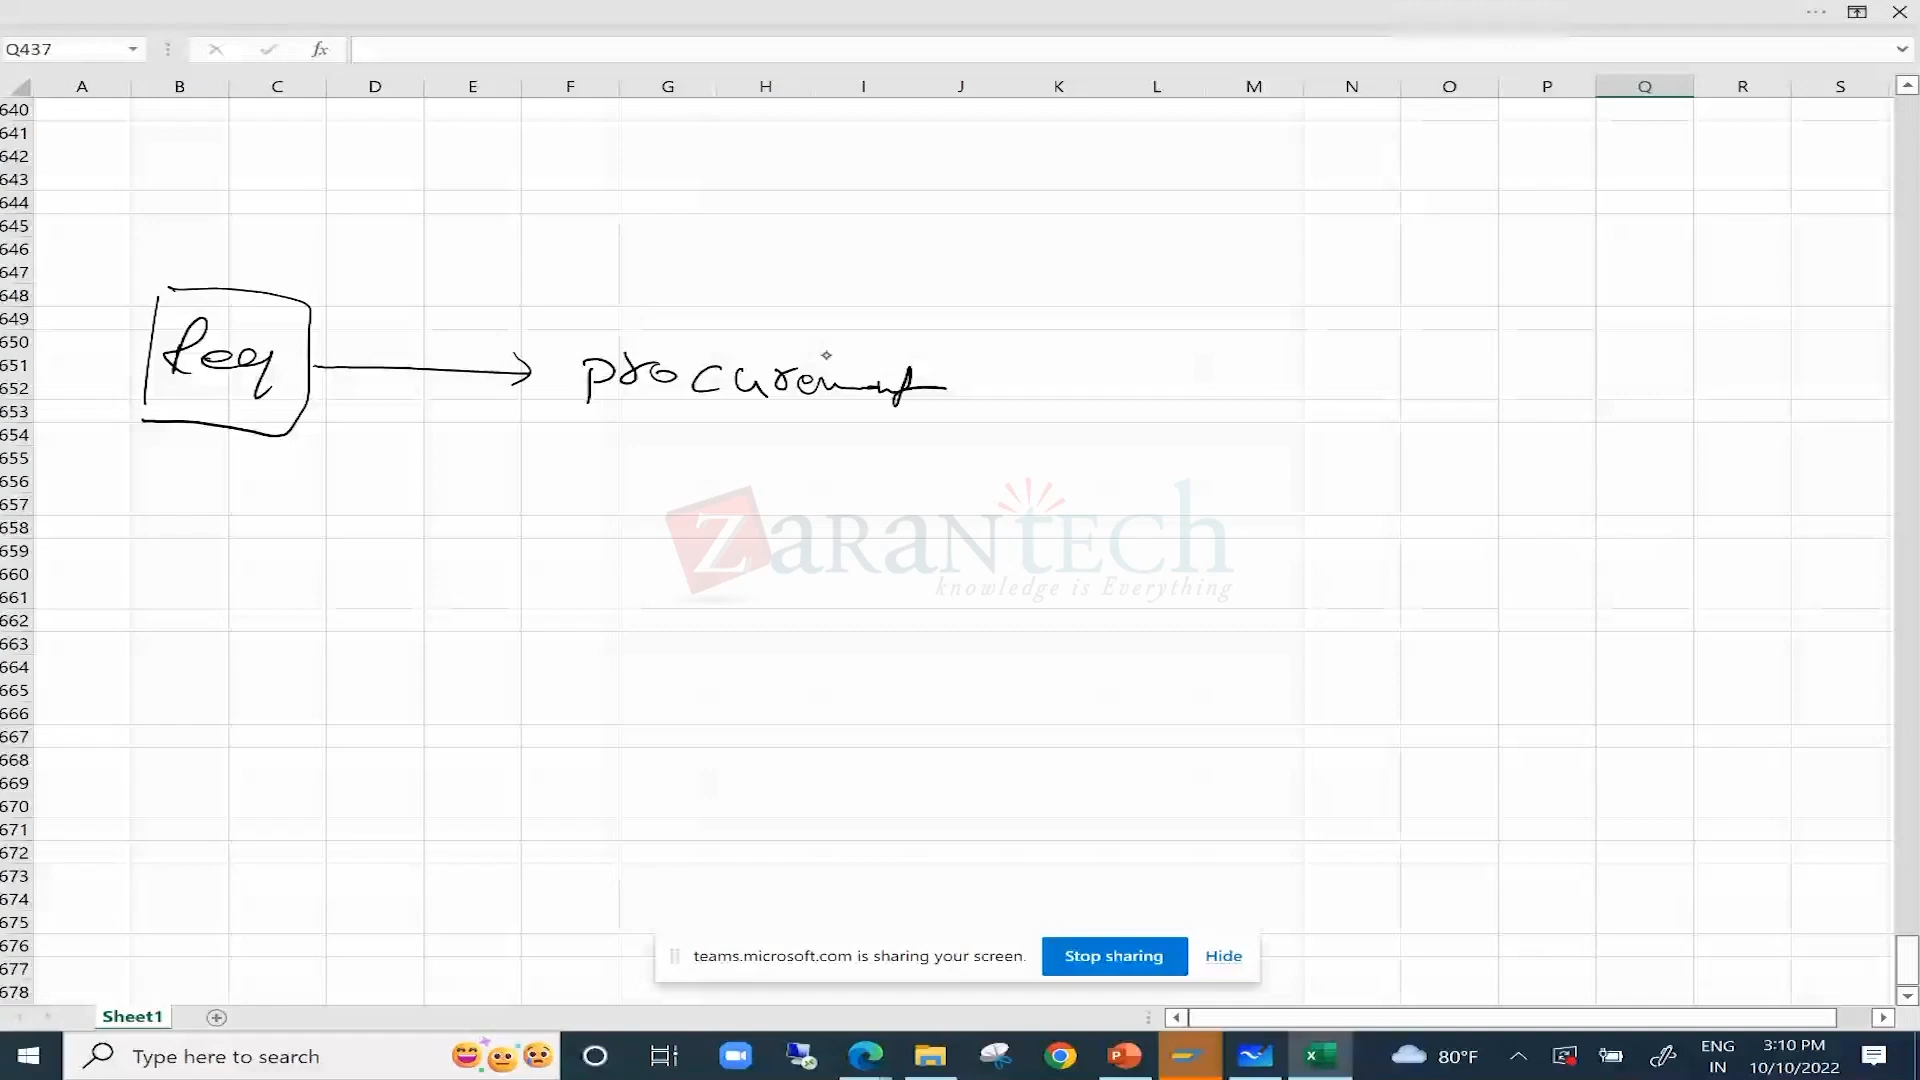 Q437
fx
A B C D E F G H I J K L M N O P Q R S
640
641
642
643
644
645
646
647
648
649
650
651
652
653
654
655
656
657
658
659
660
661
662
663
664
665
666
667
668
669
670
671
672
673
674
675
676
677
678
Req
procurement
ZARANTECH
knowledge is Everything
teams.microsoft.com is sharing your screen. Stop sharing Hide
Sheet1
Type here to search
80°F
ENG
IN
3:10 PM
10/10/2022